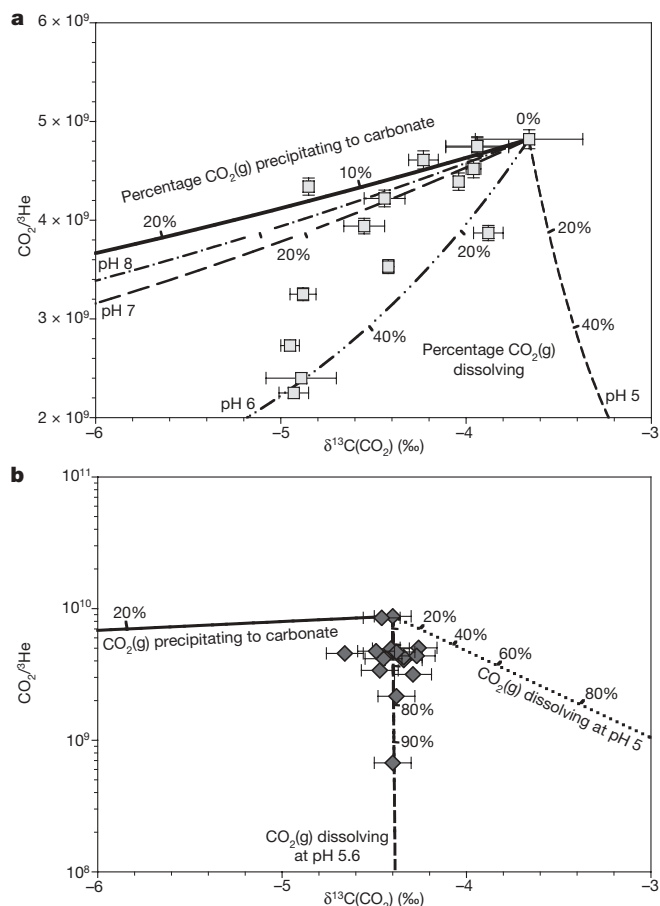 a
6 × 10⁹
5 × 10⁹
4 × 10⁹
3 × 10⁹
2 × 10⁹
CO₂/³He
Percentage CO₂(g) precipitating to carbonate
0%
10%
20%
pH 8
pH 7
20%
20%
20%
40%
40%
Percentage CO₂(g)
dissolving
pH 6
pH 5
–6
–5
–4
–3
δ¹³C(CO₂) (‰)
b
10¹¹
10¹⁰
10⁹
10⁸
CO₂/³He
20%
CO₂(g) precipitating to carbonate
20%
40%
60%
80%
CO₂(g) dissolving at pH 5
80%
90%
CO₂(g) dissolving
at pH 5.6
–6
–5
–4
–3
δ¹³C(CO₂) (‰)